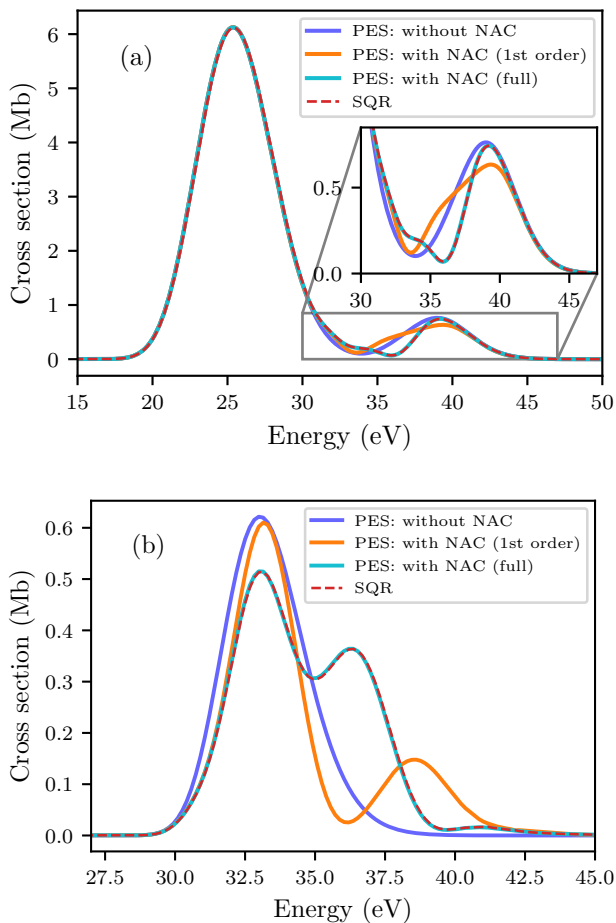 (a)
PES: without NAC
PES: with NAC (1st order)
PES: with NAC (full)
SQR
Cross section (Mb)
6
5
4
3
2
1
0
0.5
0.0
30 35 40 45
15 20 25 30 35 40 45 50
Energy (eV)
(b)
PES: without NAC
PES: with NAC (1st order)
PES: with NAC (full)
SQR
Cross section (Mb)
0.6
0.5
0.4
0.3
0.2
0.1
0.0
27.5 30.0 32.5 35.0 37.5 40.0 42.5 45.0
Energy (eV)